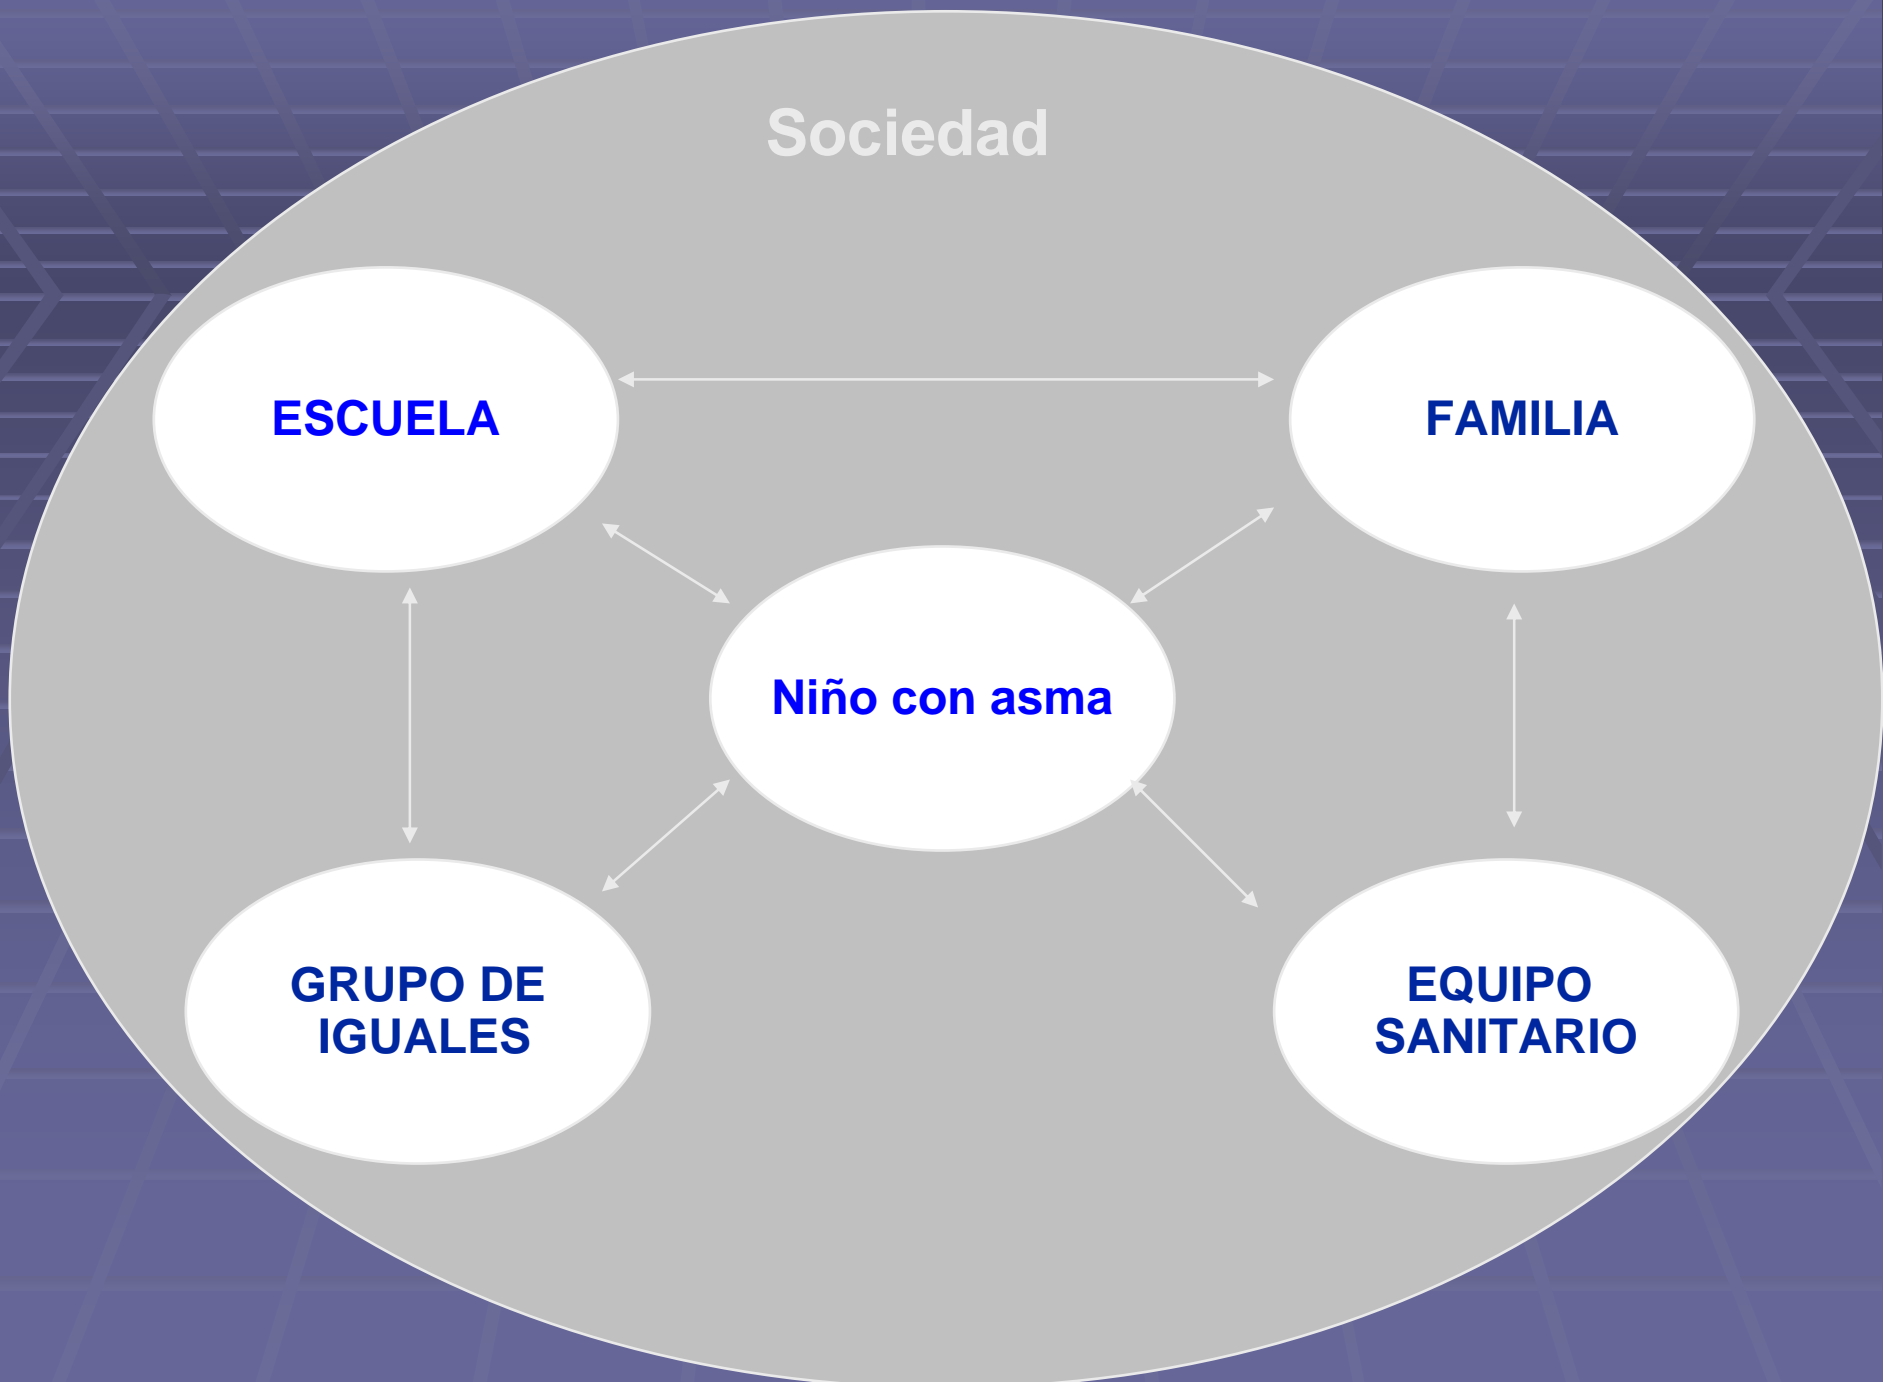 Sociedad
ESCUELA
FAMILIA
Niño con asma
GRUPO DE
IGUALES
EQUIPO
SANITARIO